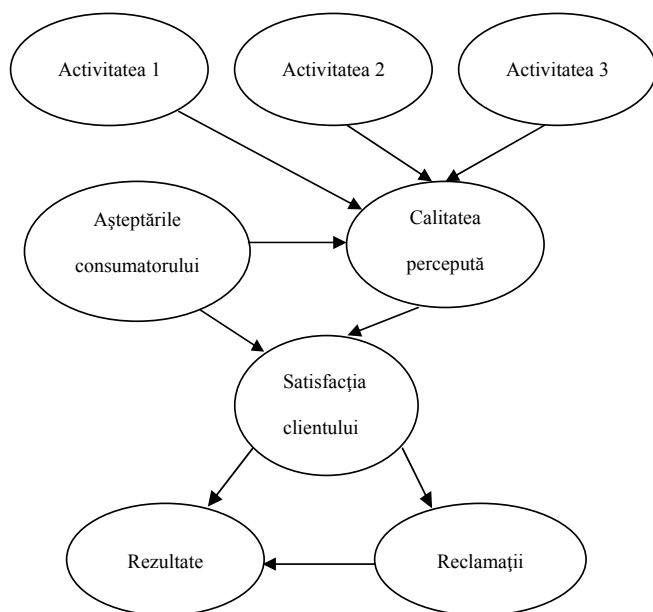 Activitatea 1
Activitatea 2
Activitatea 3
Aşteptările
consumatorului
Calitatea
percepută
Satisfacţia
clientului
Rezultate
Reclamaţii